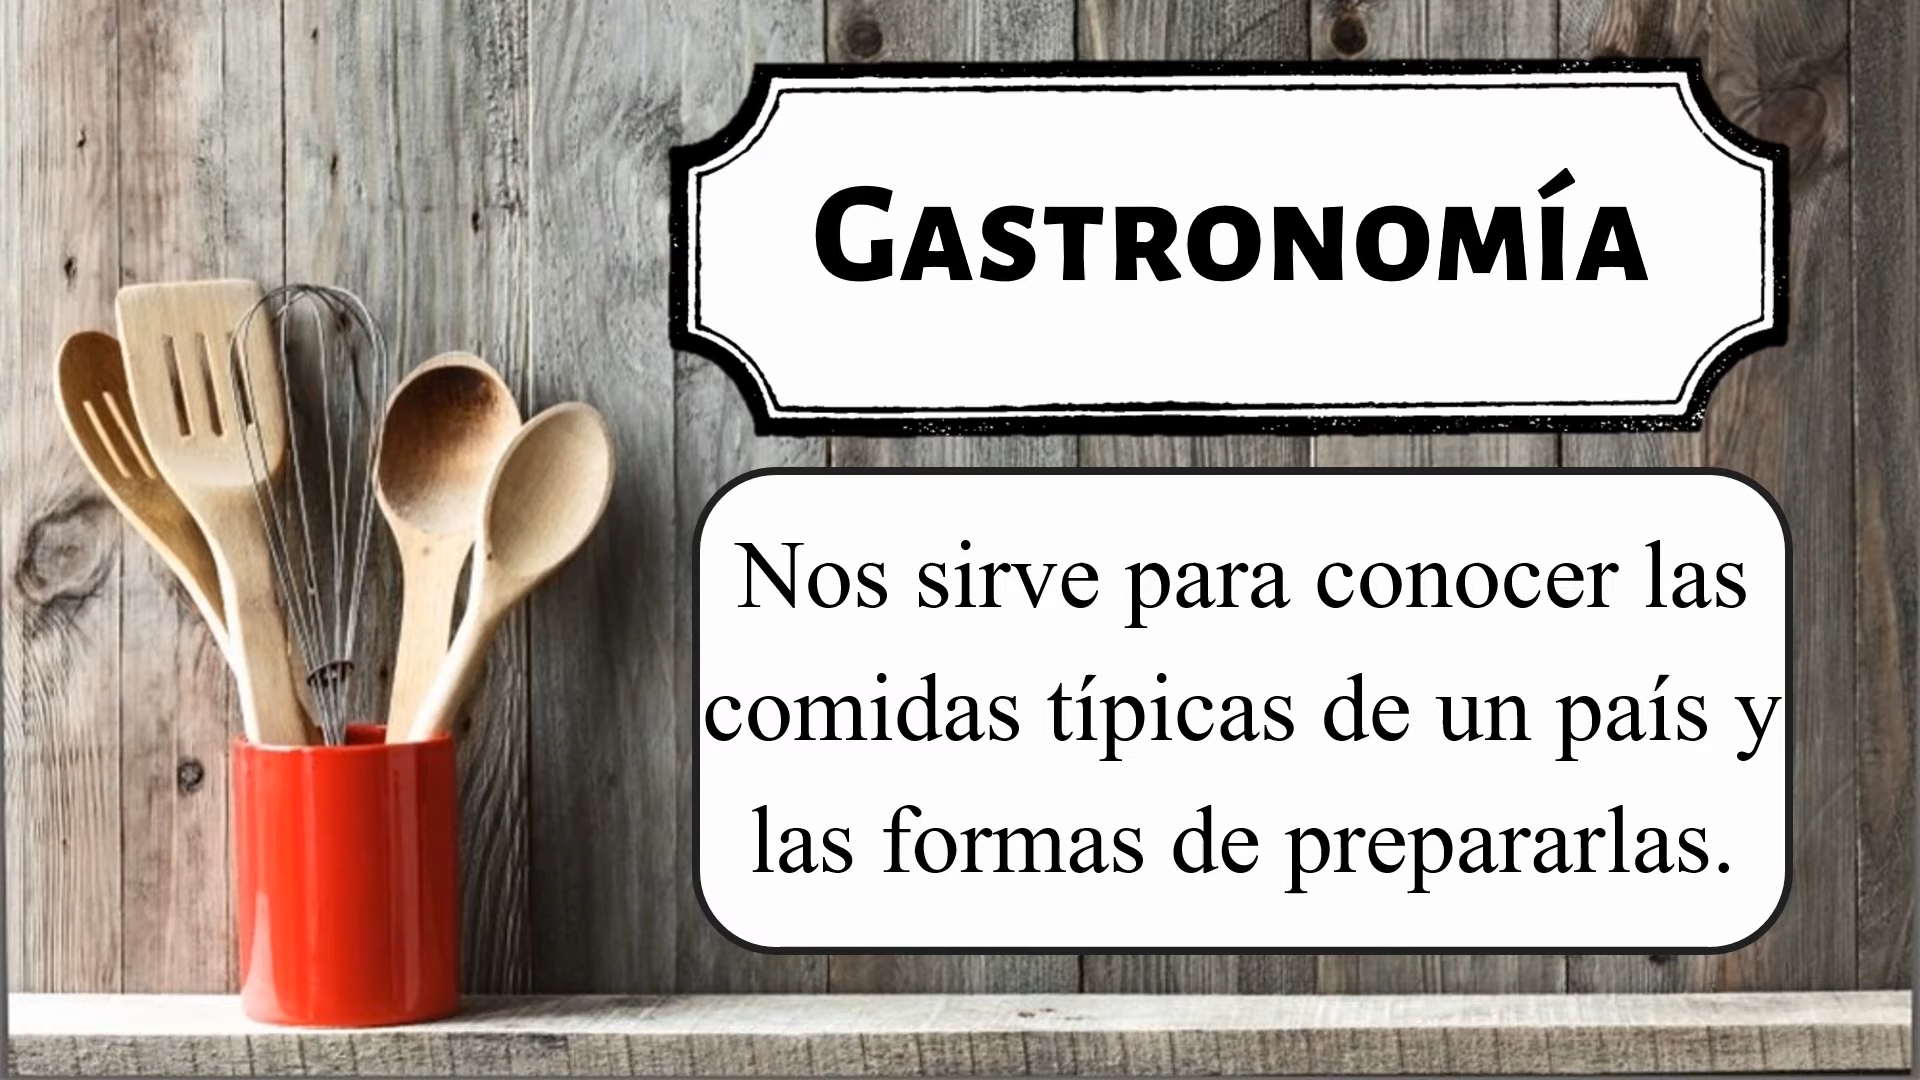 Gastronomía
Nos sirve para conocer las
comidas típicas de un país y
las formas de prepararlas.